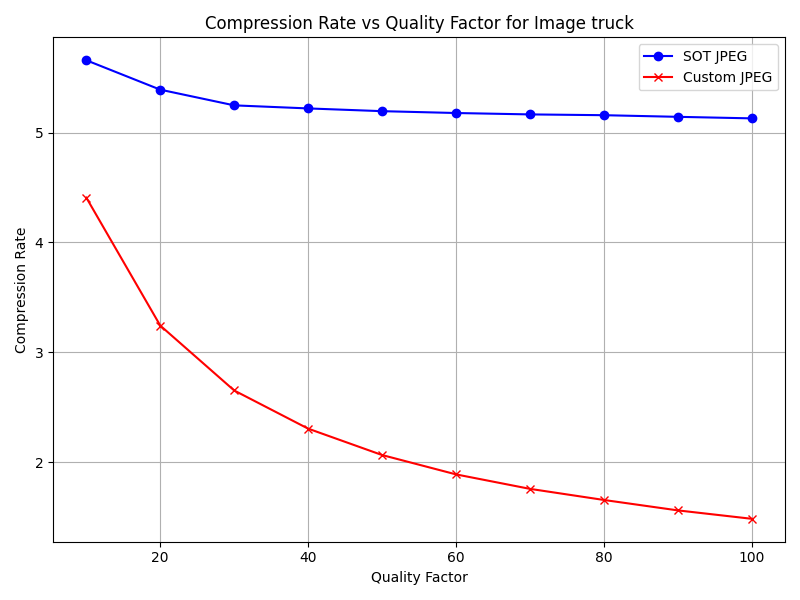 Compression Rate vs Quality Factor for Image truck
SOT JPEG
Custom JPEG
5
4
3
2
Compression Rate
20 40 60 80 100
Quality Factor